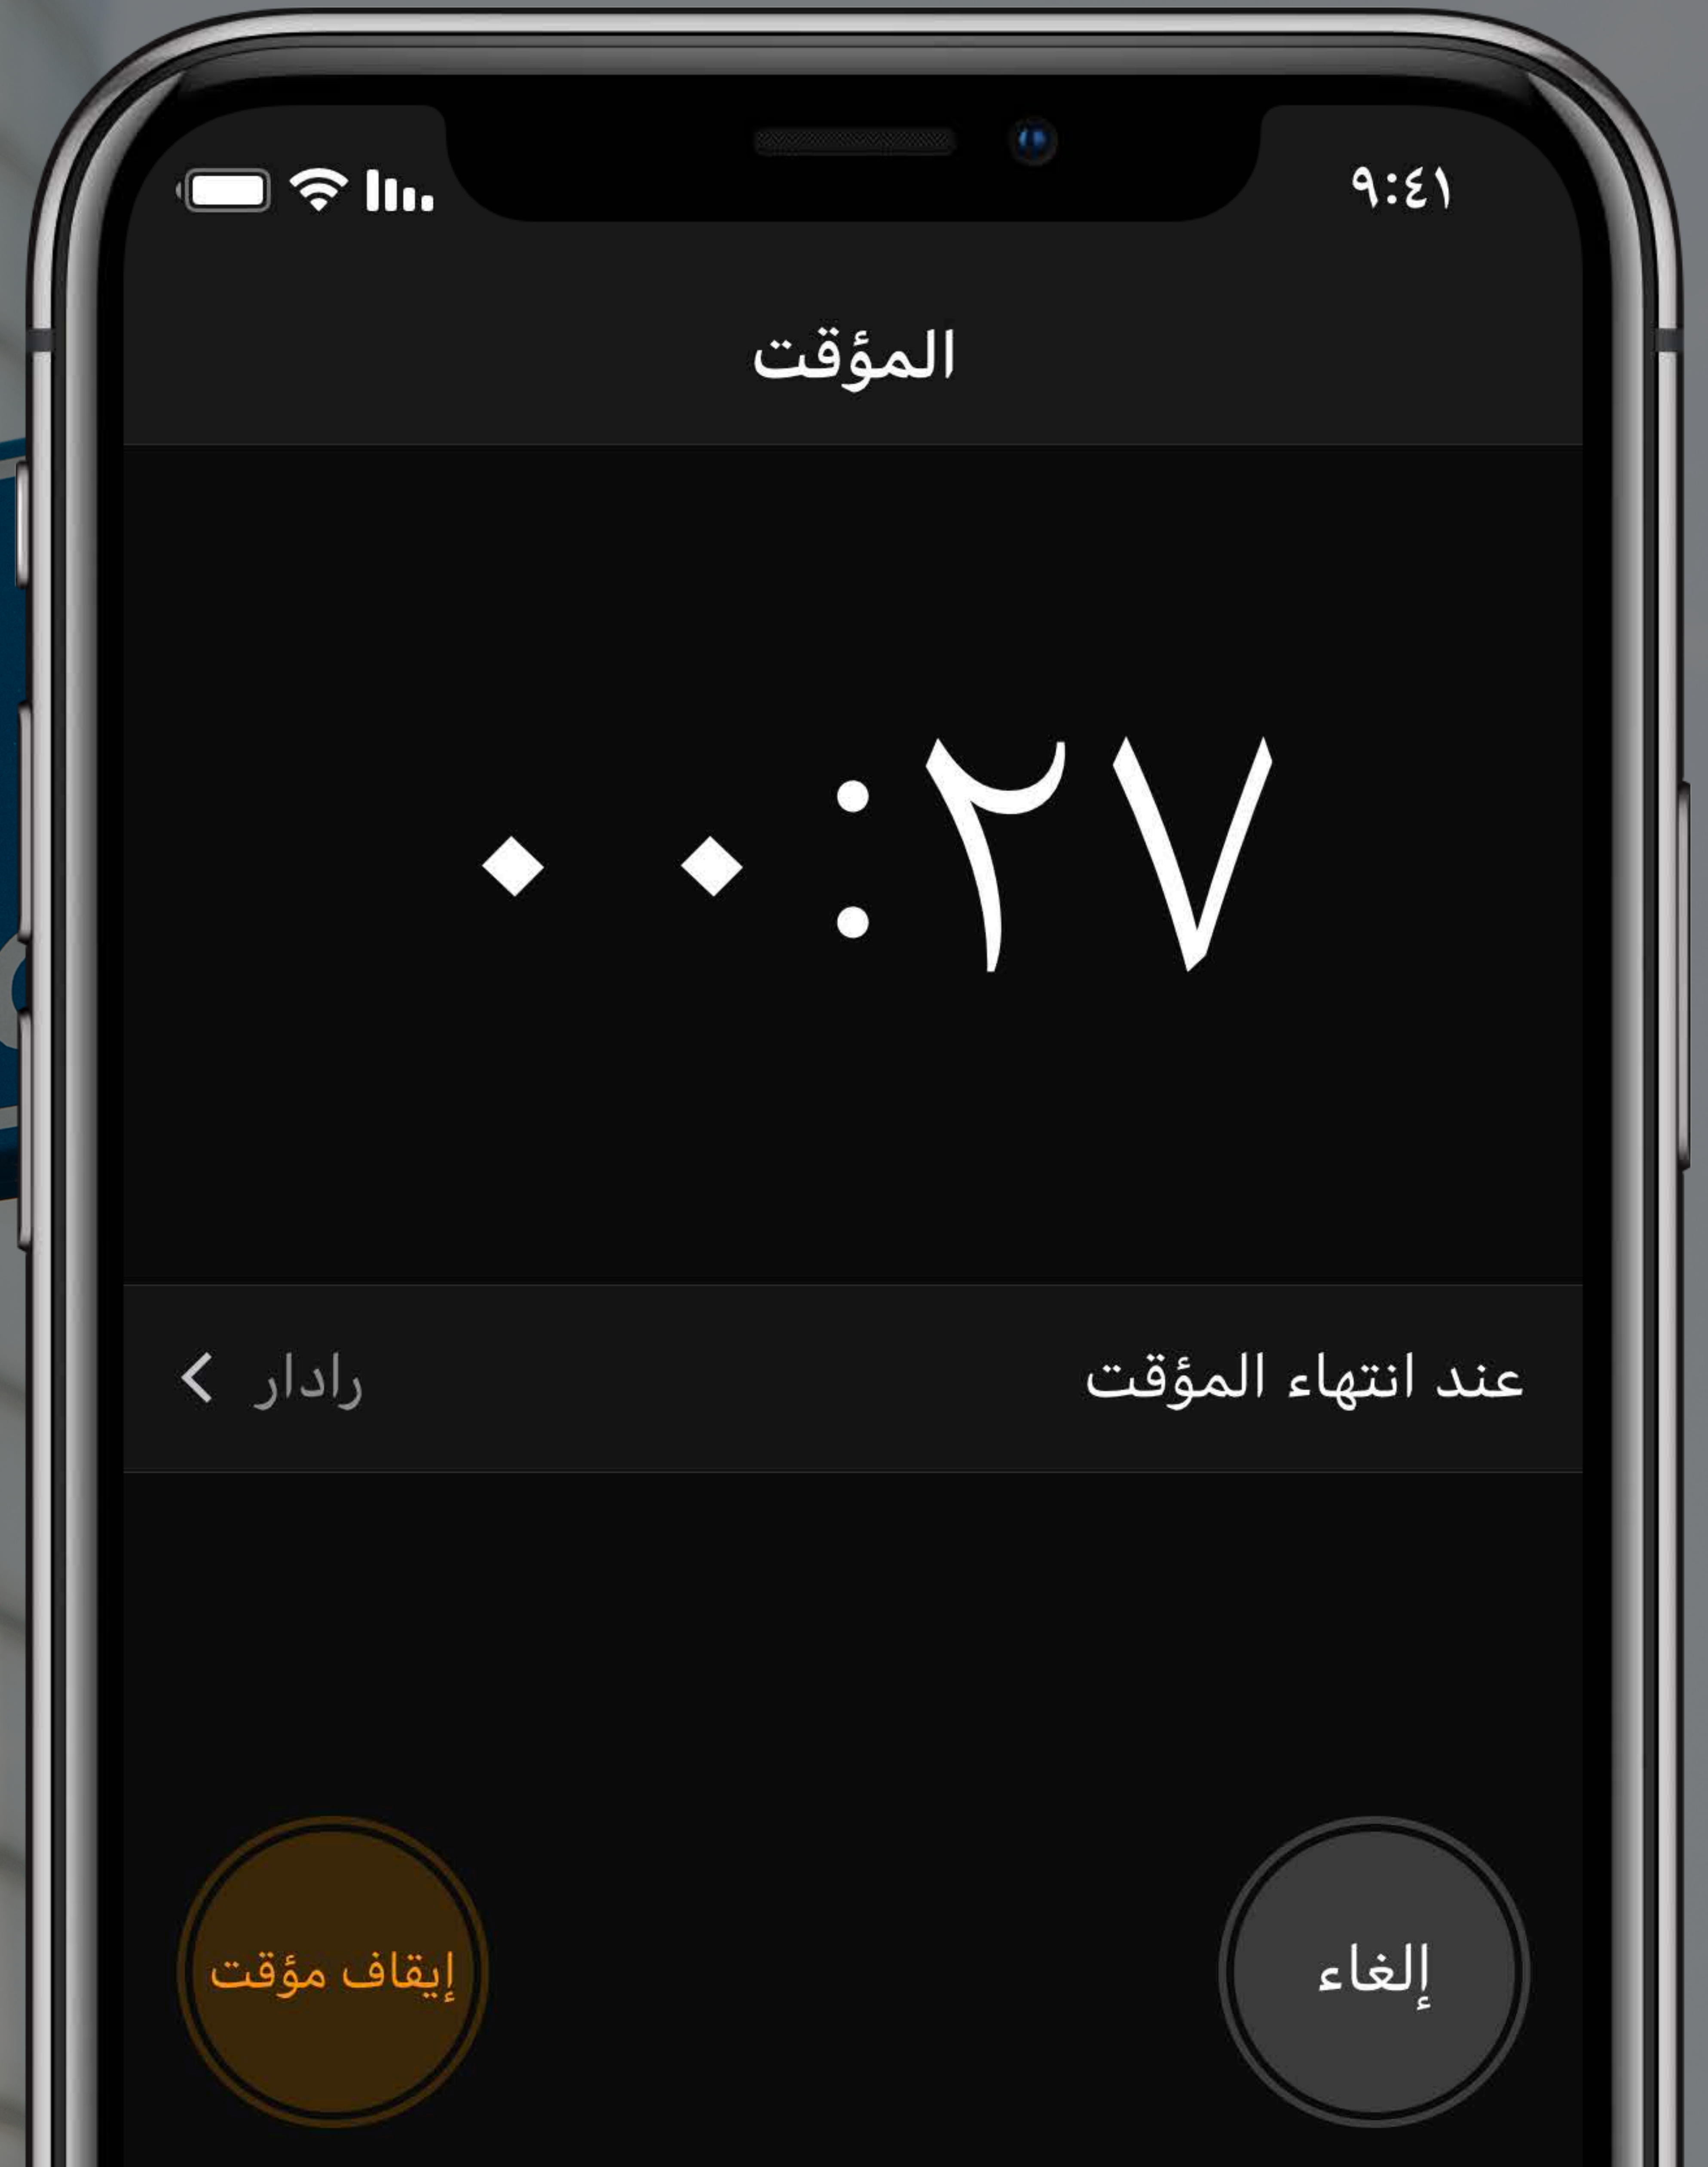 ٩:٤١
المؤقت
٠٠:٢٧
عند انتهاء المؤقت رادار
إلغاء إيقاف مؤقت